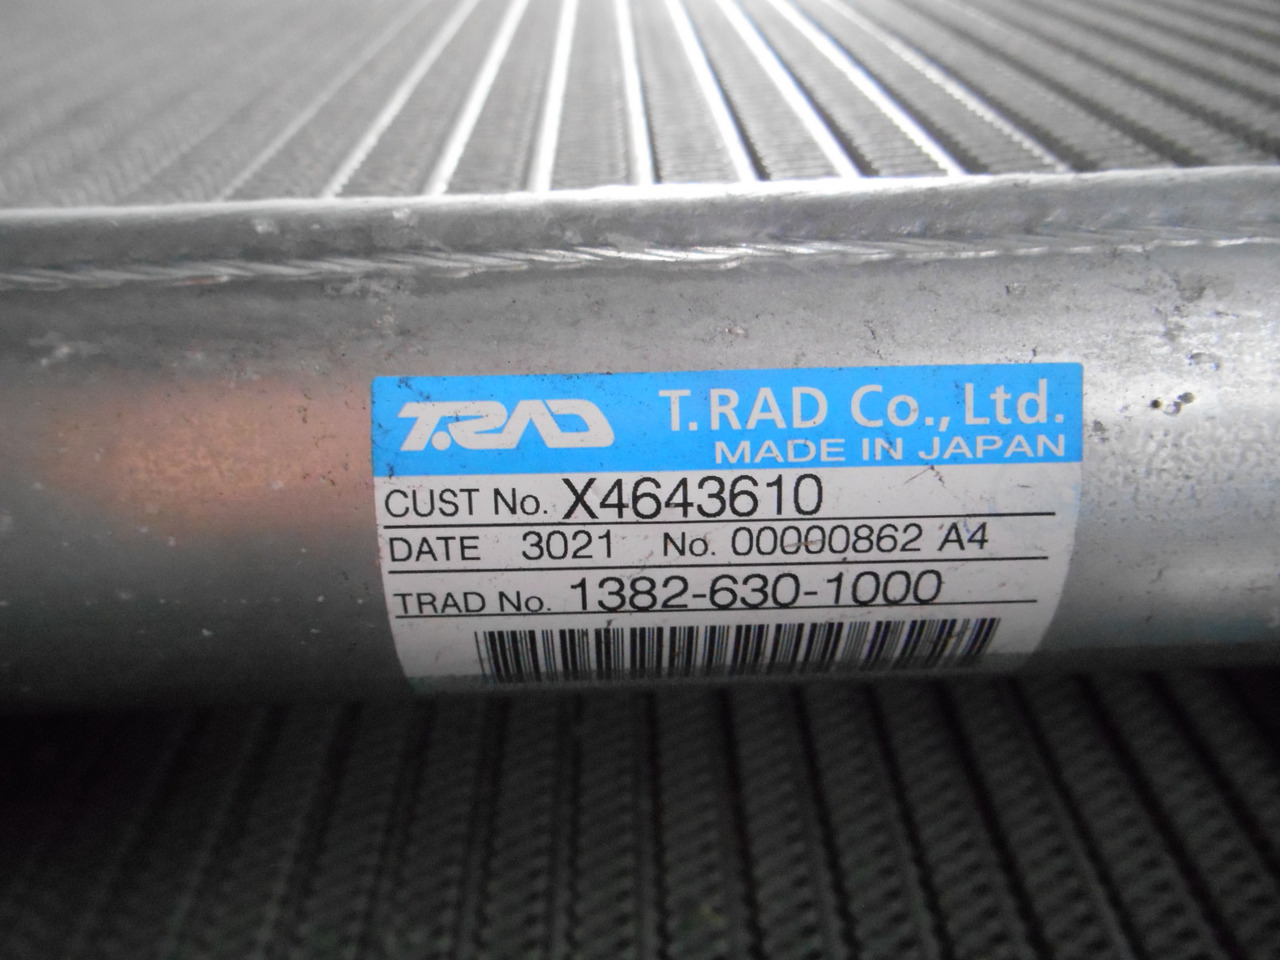 T.RAD T.RAD Co., Ltd.
MADE IN JAPAN
CUST No. X4643610
DATE 3021 No. 00000862 A4
TRAD No. 1382-630-1000